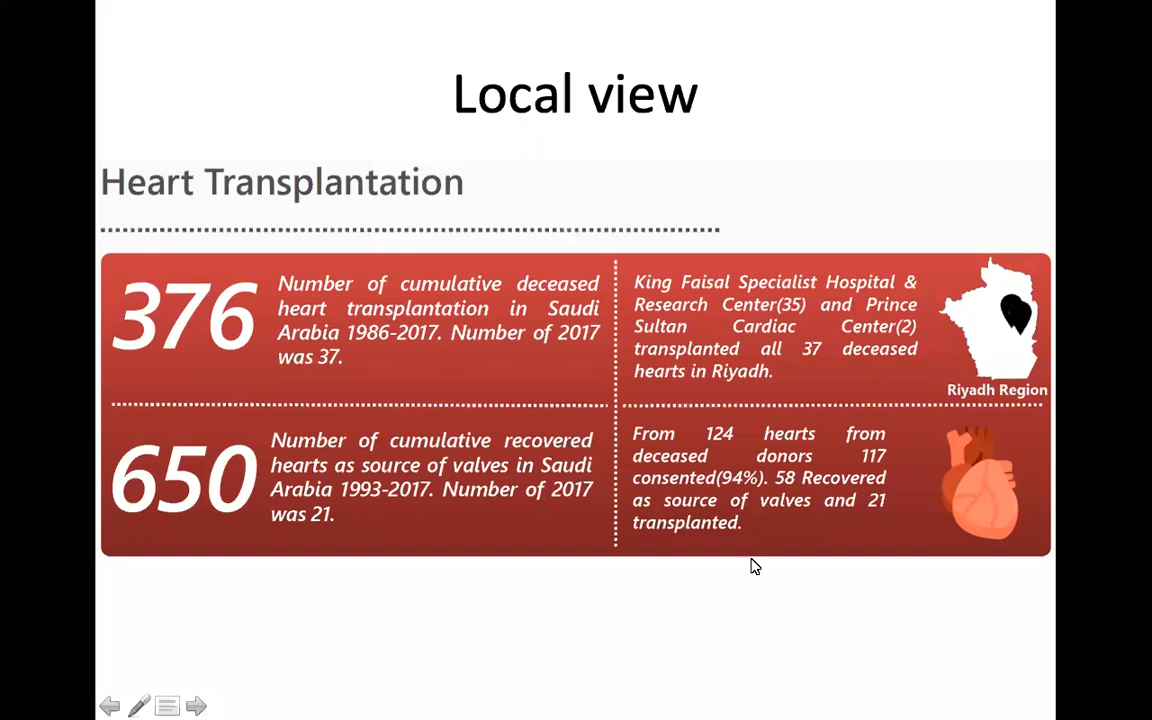 Local view
Heart Transplantation
376
Number of cumulative deceased
heart transplantation in Saudi
Arabia 1986-2017. Number of 2017
was 37.
King Faisal Specialist Hospital &
Research Center(35) and Prince
Sultan Cardiac Center(2)
transplanted all 37 deceased
hearts in Riyadh.
Riyadh Region
650
Number of cumulative recovered
hearts as source of valves in Saudi
Arabia 1993-2017. Number of 2017
was 21.
From 124 hearts from
deceased donors 117
consented(94%). 58 Recovered
as source of valves and 21
transplanted.